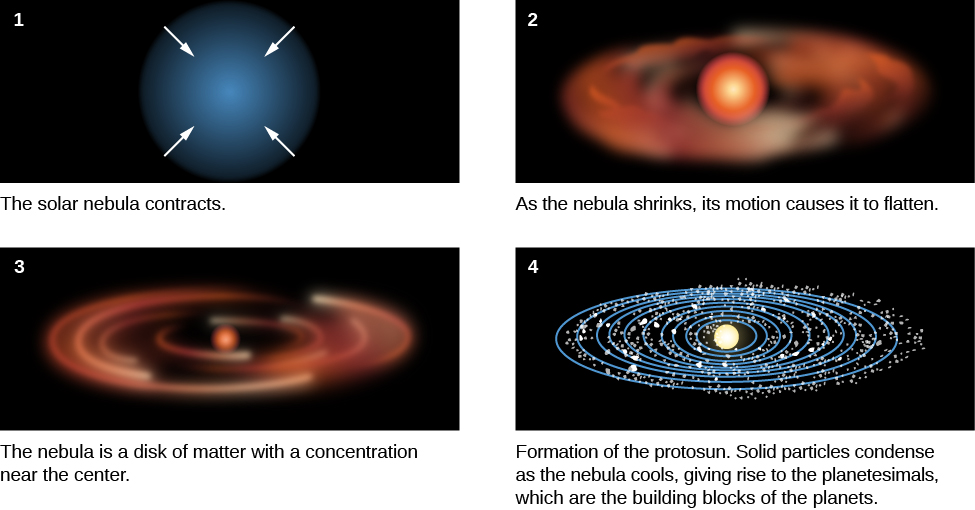 1
The solar nebula contracts.
2
As the nebula shrinks, its motion causes it to flatten.
3
The nebula is a disk of matter with a concentration
near the center.
4
Formation of the protosun. Solid particles condense
as the nebula cools, giving rise to the planetesimals,
which are the building blocks of the planets.